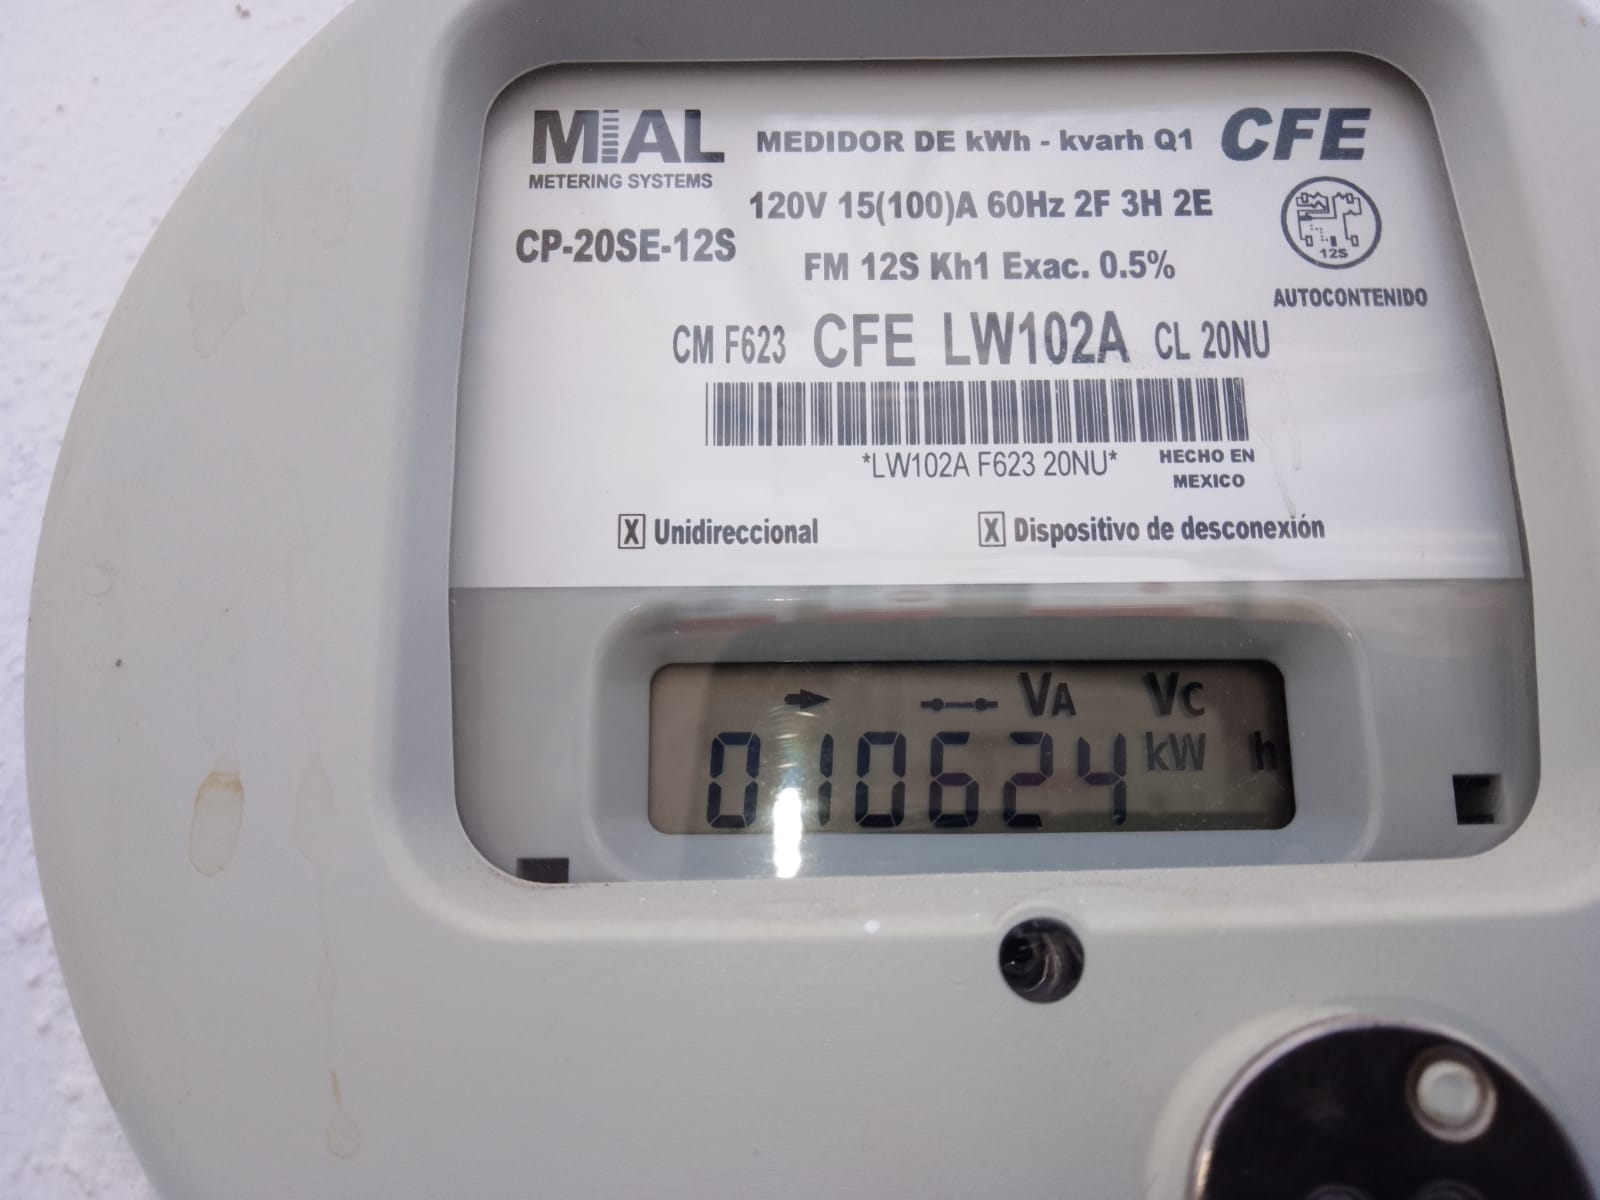 MIAL
METERING SYSTEMS
MEDIDOR DE kWh - kvarh Q1
CFE
120V 15(100)A 60Hz 2F 3H 2E
CP-20SE-12S
FM 12S Kh1 Exac. 0.5%
12S
AUTOCONTENIDO
CM F623 CFE LW102A CL 20NU
*LW102A F623 20NU*
HECHO EN
MEXICO
X Unidireccional
X Dispositivo de desconexión
VA VC
010624 kW h